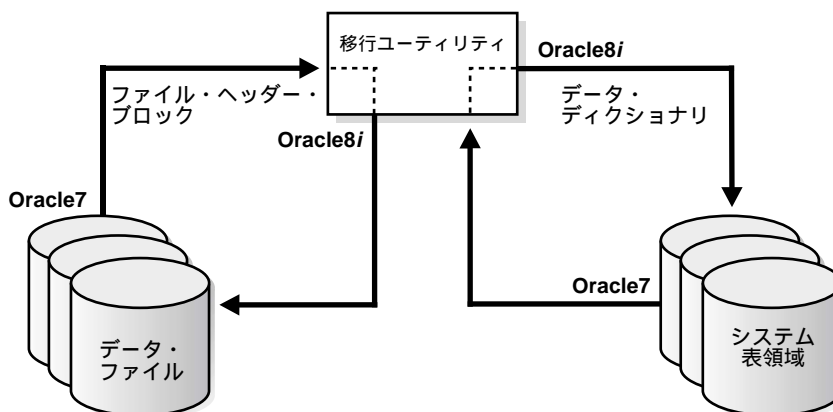 移行ユーティリティ
Oracle8i
ファイル・ヘッダー・
ブロック
データ・
ディクショナリ
Oracle8i
Oracle7
Oracle7
データ・
ファイル
システム
表領域